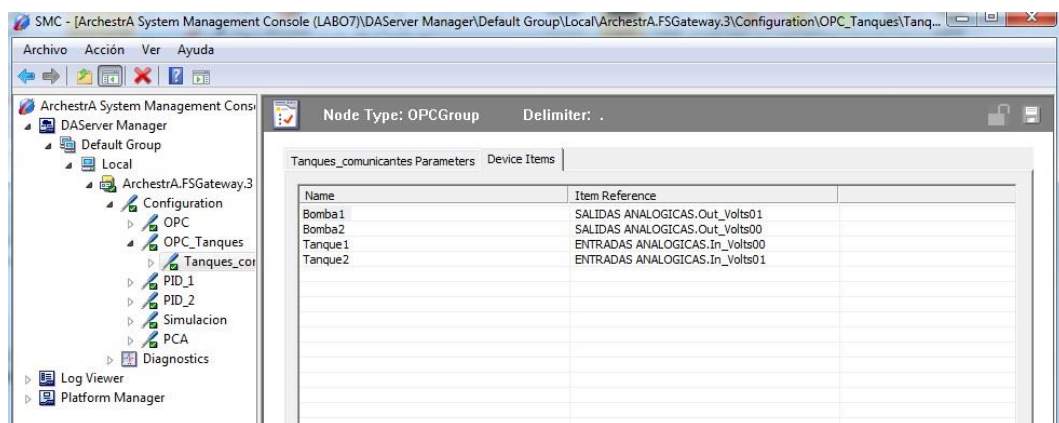 SMC - [ArchestrA System Management Console (LABO7)\DAServer Manager\Default Group\Local\ArchestrA.FSGateway.3\Configuration\OPC_Tanques\Tanq...
Archivo Acción Ver Ayuda
ArchestrA System Management Conso
DAServer Manager
Default Group
Local
ArchestrA.FSGateway.3
Configuration
OPC
OPC_Tanques
Tanques_cor
PID_1
PID_2
Simulacion
PCA
Diagnostics
Log Viewer
Platform Manager
Node Type: OPCGroup Delimiter: .
Tanques_comunicantes Parameters Device Items
Name Item Reference
Bomba1 SALIDAS ANALOGICAS.Out_Volts01
Bomba2 SALIDAS ANALOGICAS.Out_Volts00
Tanque1 ENTRADAS ANALOGICAS.In_Volts00
Tanque2 ENTRADAS ANALOGICAS.In_Volts01